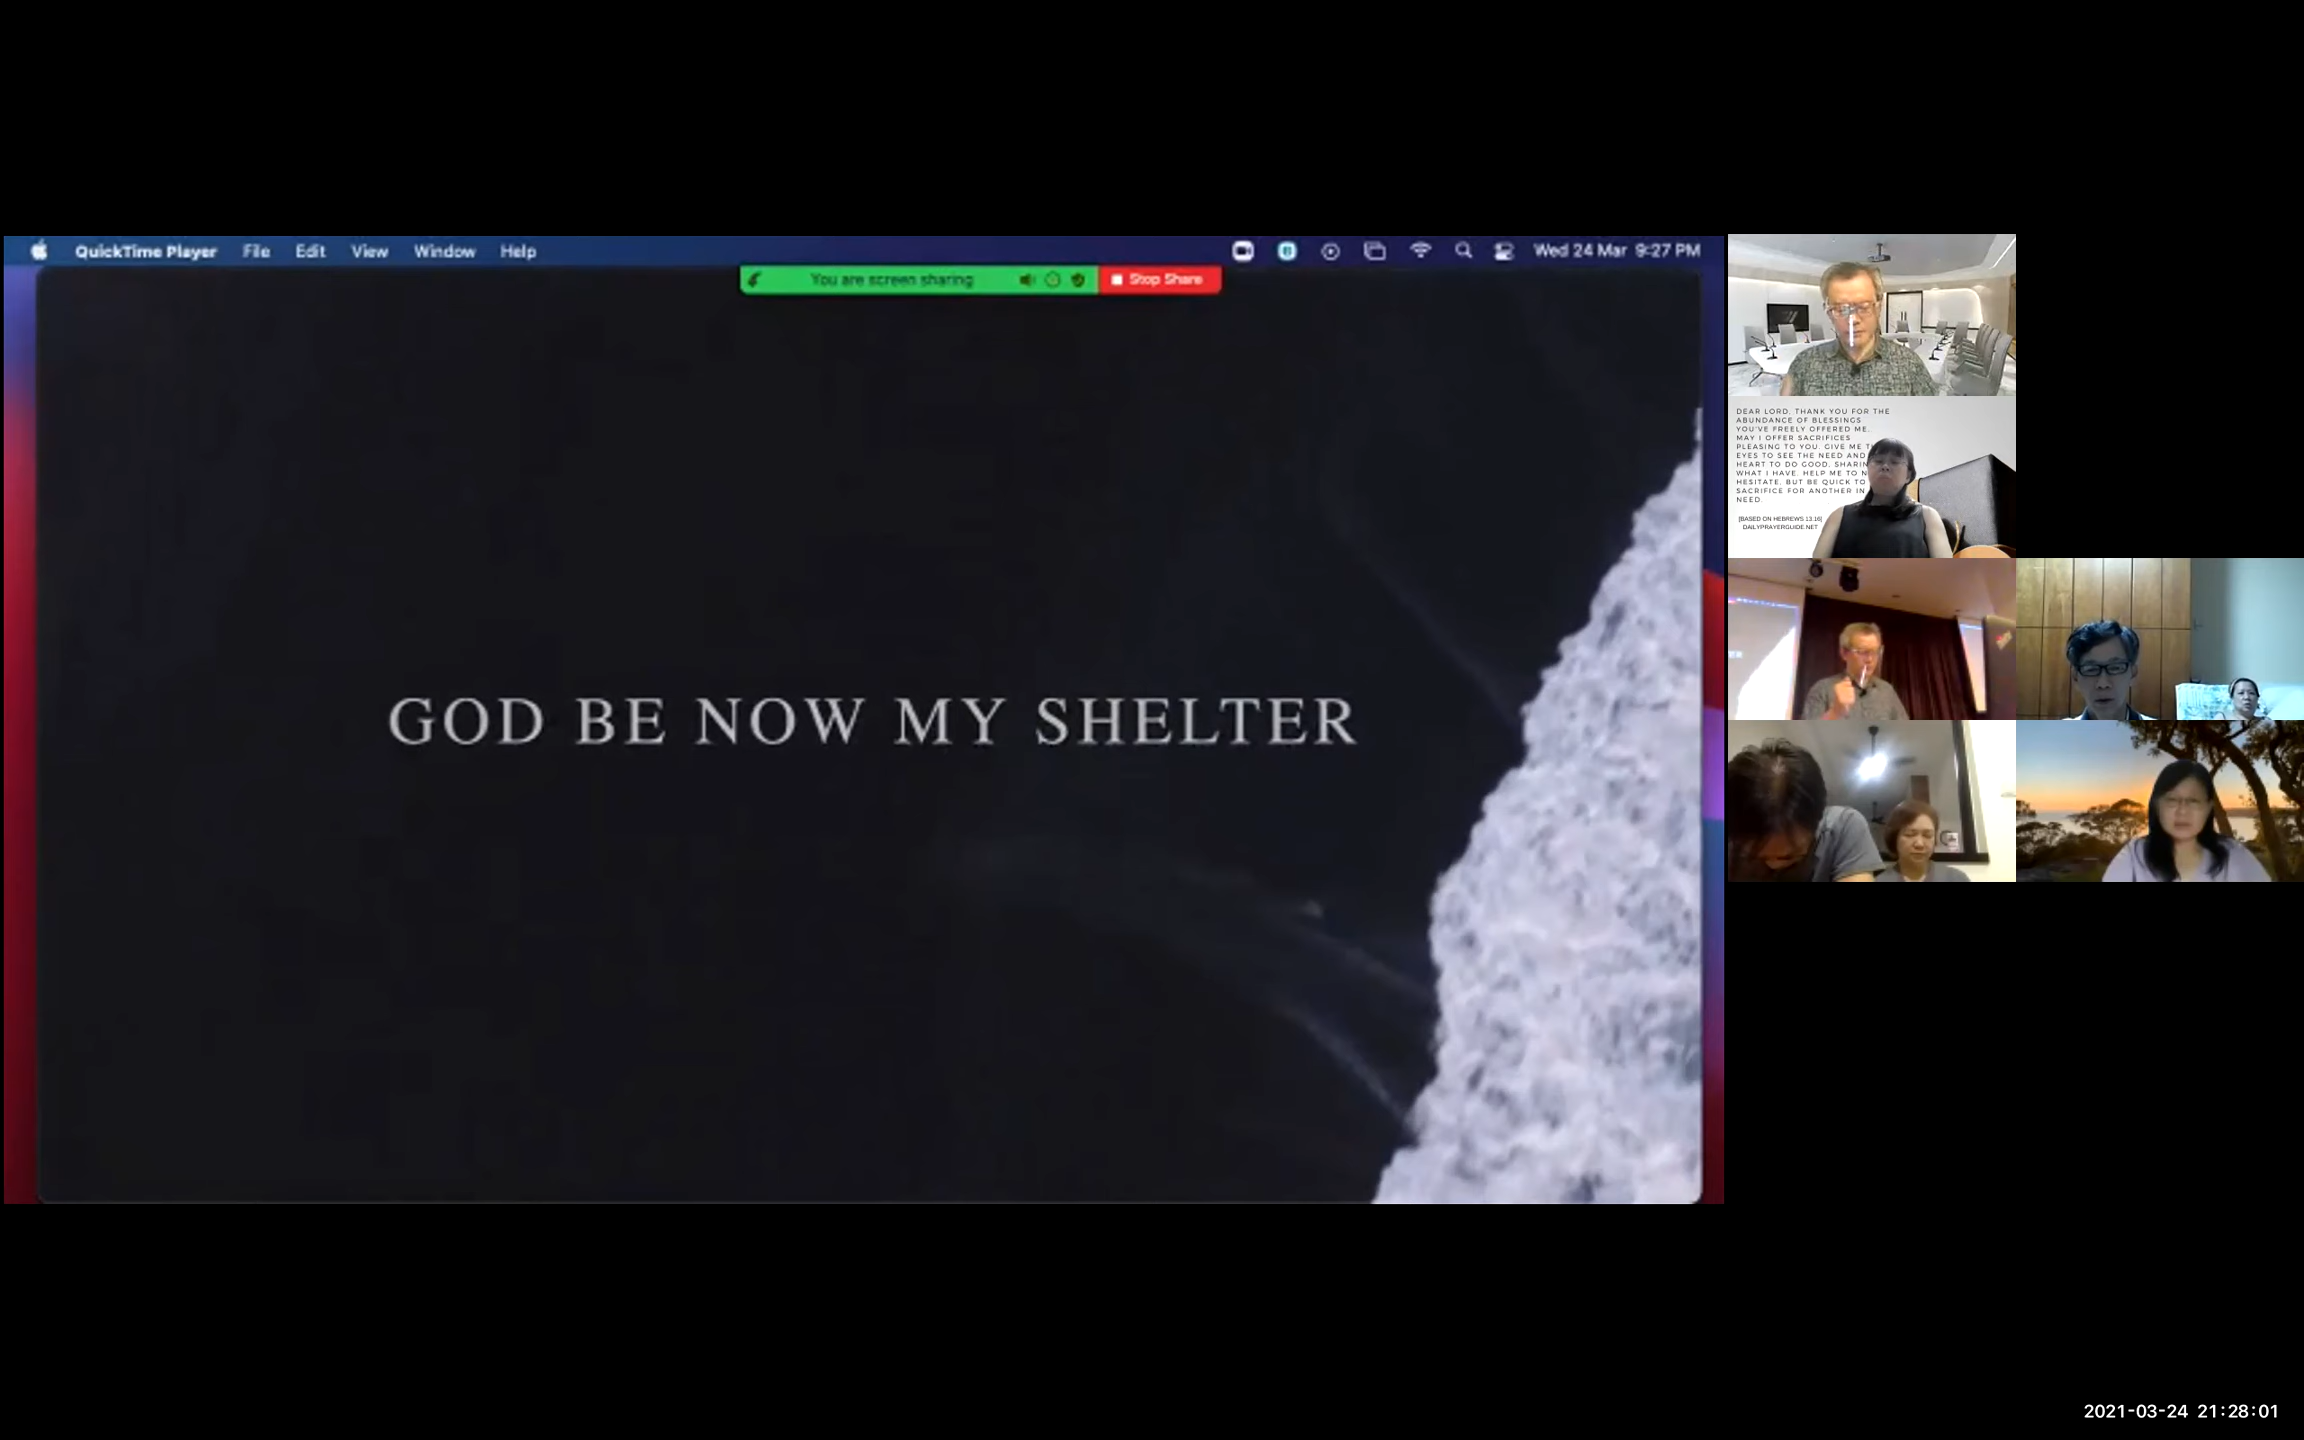 QuickTime Player File Edit View Window Help Wed 24 Mar 9:27 PM
You are screen sharing Stop Share
GOD BE NOW MY SHELTER
DEAR LORD, THANK YOU FOR THE
ABUNDANCE OF BLESSINGS
YOU'VE FREELY OFFERED ME.
MAY I OFFER SACRIFICES
PLEASING TO YOU. GIVE ME
EYES TO SEE THE NEED AND
HEART TO DO GOOD, SHARIN
WHAT I HAVE. HELP ME TO N
HESITATE, BUT BE QUICK TO
SACRIFICE FOR ANOTHER IN
NEED.
[BASED ON HEBREWS 13:16]
DAILYPRAYERGUIDE.NET
2021-03-24 21:28:01